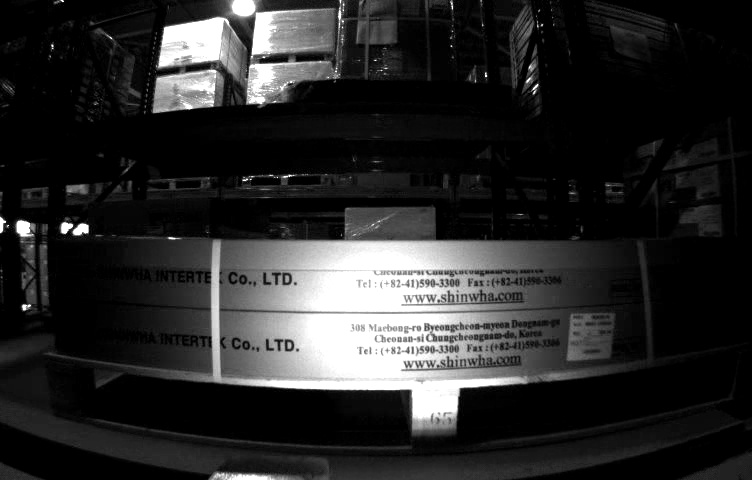 INTERTEK Co., LTD.
Cheonan-si Chungcheongnam-do, Korea
Tel : (+82-41)590-3300 Fax : (+82-41)590-3306
www.shinwha.com
INTERTEK Co., LTD.
308 Maebong-ro Byeongcheon-myeon Dongnam-gu
Cheonan-si Chungcheongnam-do, Korea
Tel : (+82-41)590-3300 Fax : (+82-41)590-3306
www.shinwha.com
65